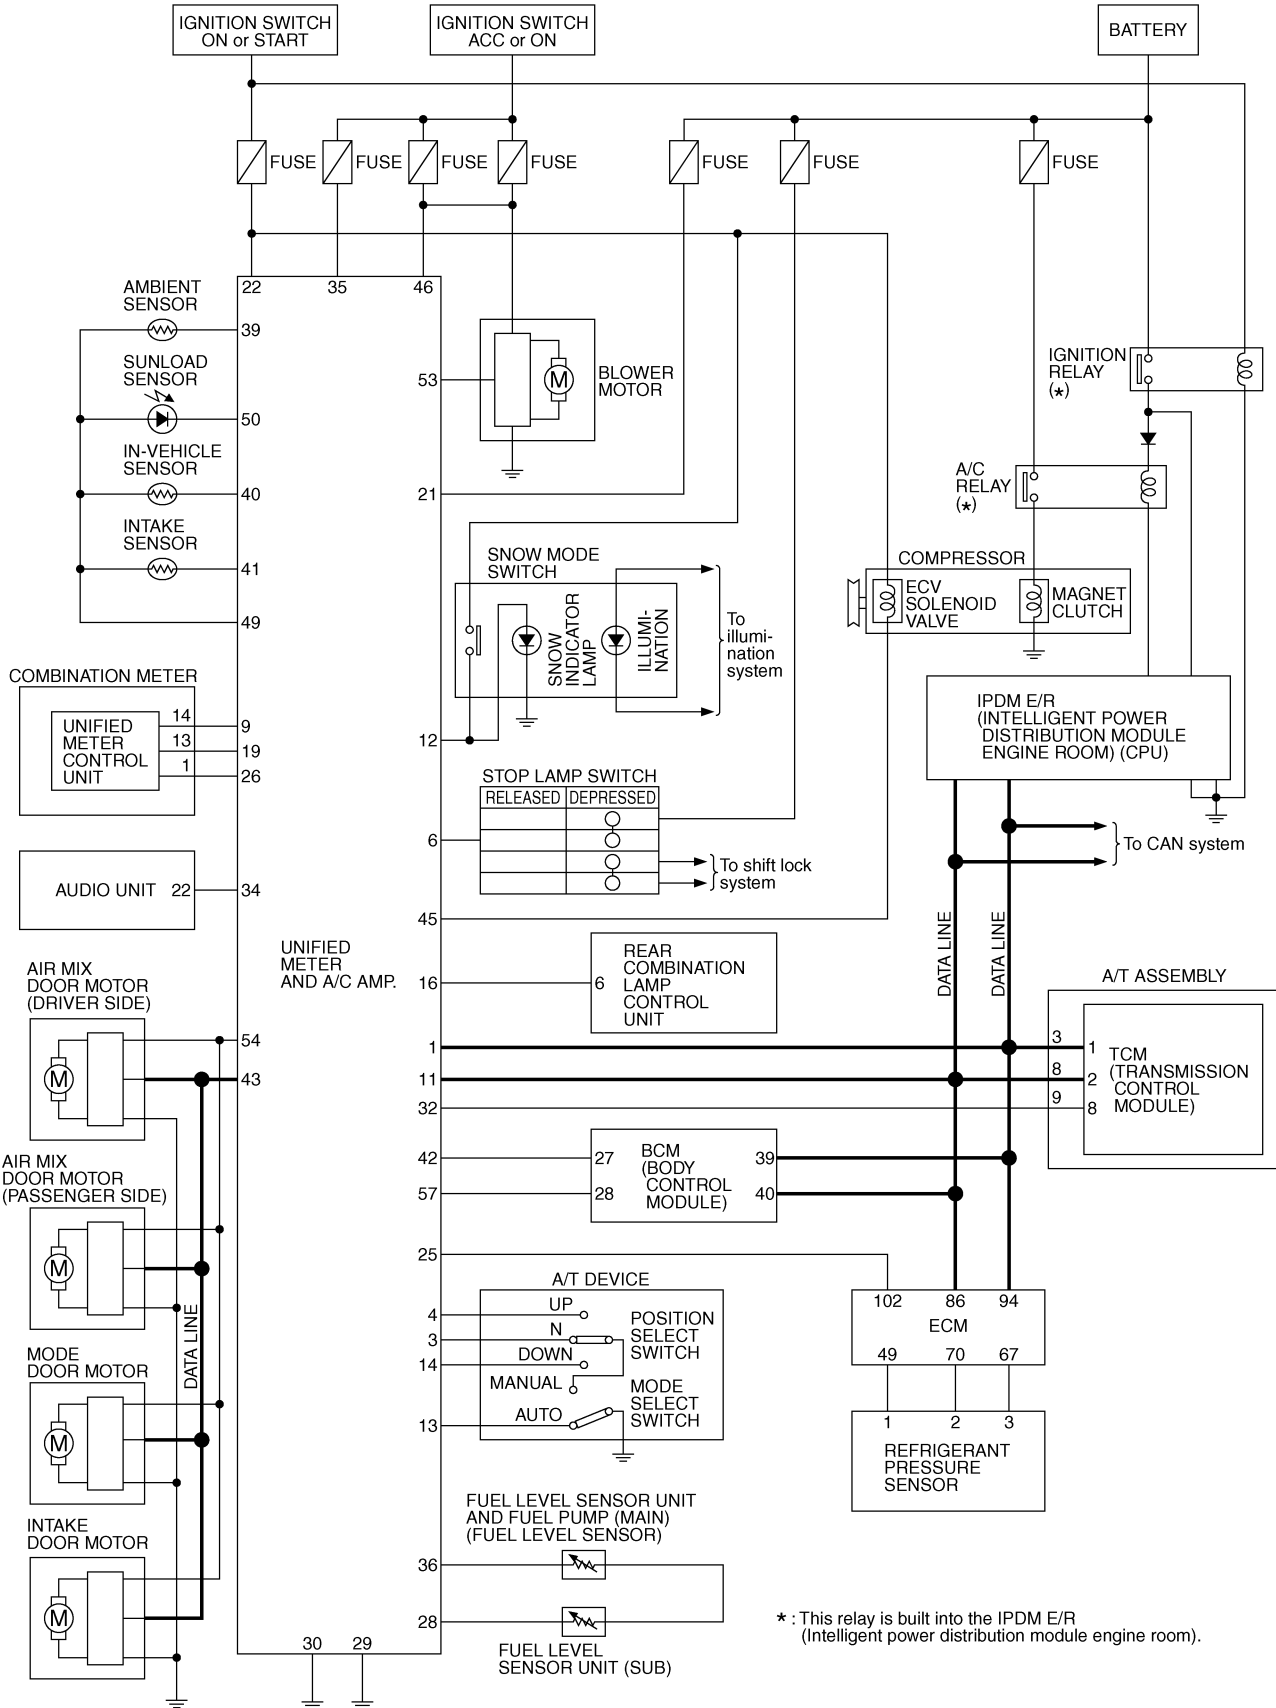 IGNITION SWITCH
ON or START
IGNITION SWITCH
ACC or ON
BATTERY
FUSE
FUSE
FUSE
FUSE
FUSE
FUSE
FUSE
22
35
46
AMBIENT
SENSOR
39
SUNLOAD
SENSOR
50
IN-VEHICLE
SENSOR
40
INTAKE
SENSOR
41
49
53
M
BLOWER
MOTOR
21
IGNITION
RELAY
(*)
A/C
RELAY
(*)
SNOW MODE
SWITCH
SNOW
INDICATOR
LAMP
ILLUMI-
NATION
To
illumi-
nation
system
12
COMPRESSOR
ECV
SOLENOID
VALVE
MAGNET
CLUTCH
COMBINATION METER
UNIFIED
METER
CONTROL
UNIT
14
13
1
9
19
26
IPDM E/R
(INTELLIGENT POWER
DISTRIBUTION MODULE
ENGINE ROOM) (CPU)
STOP LAMP SWITCH
RELEASED
DEPRESSED
6
To shift lock
system
To CAN system
AUDIO UNIT
22
34
45
UNIFIED
METER
AND A/C AMP.
16
6
REAR
COMBINATION
LAMP
CONTROL
UNIT
DATA LINE
DATA LINE
A/T ASSEMBLY
AIR MIX
DOOR MOTOR
(DRIVER SIDE)
M
54
43
1
11
32
3
8
9
1
2
8
TCM
(TRANSMISSION
CONTROL
MODULE)
42
57
27
28
BCM
(BODY
CONTROL
MODULE)
39
40
AIR MIX
DOOR MOTOR
(PASSENGER SIDE)
M
DATA LINE
25
102
86
94
ECM
49
70
67
1
2
3
REFRIGERANT
PRESSURE
SENSOR
A/T DEVICE
4
3
14
13
UP
N
DOWN
MANUAL
AUTO
POSITION
SELECT
SWITCH
MODE
SELECT
SWITCH
MODE
DOOR MOTOR
M
INTAKE
DOOR MOTOR
M
FUEL LEVEL SENSOR UNIT
AND FUEL PUMP (MAIN)
(FUEL LEVEL SENSOR)
36
28
FUEL LEVEL
SENSOR UNIT (SUB)
30
29
* : This relay is built into the IPDM E/R
(Intelligent power distribution module engine room).